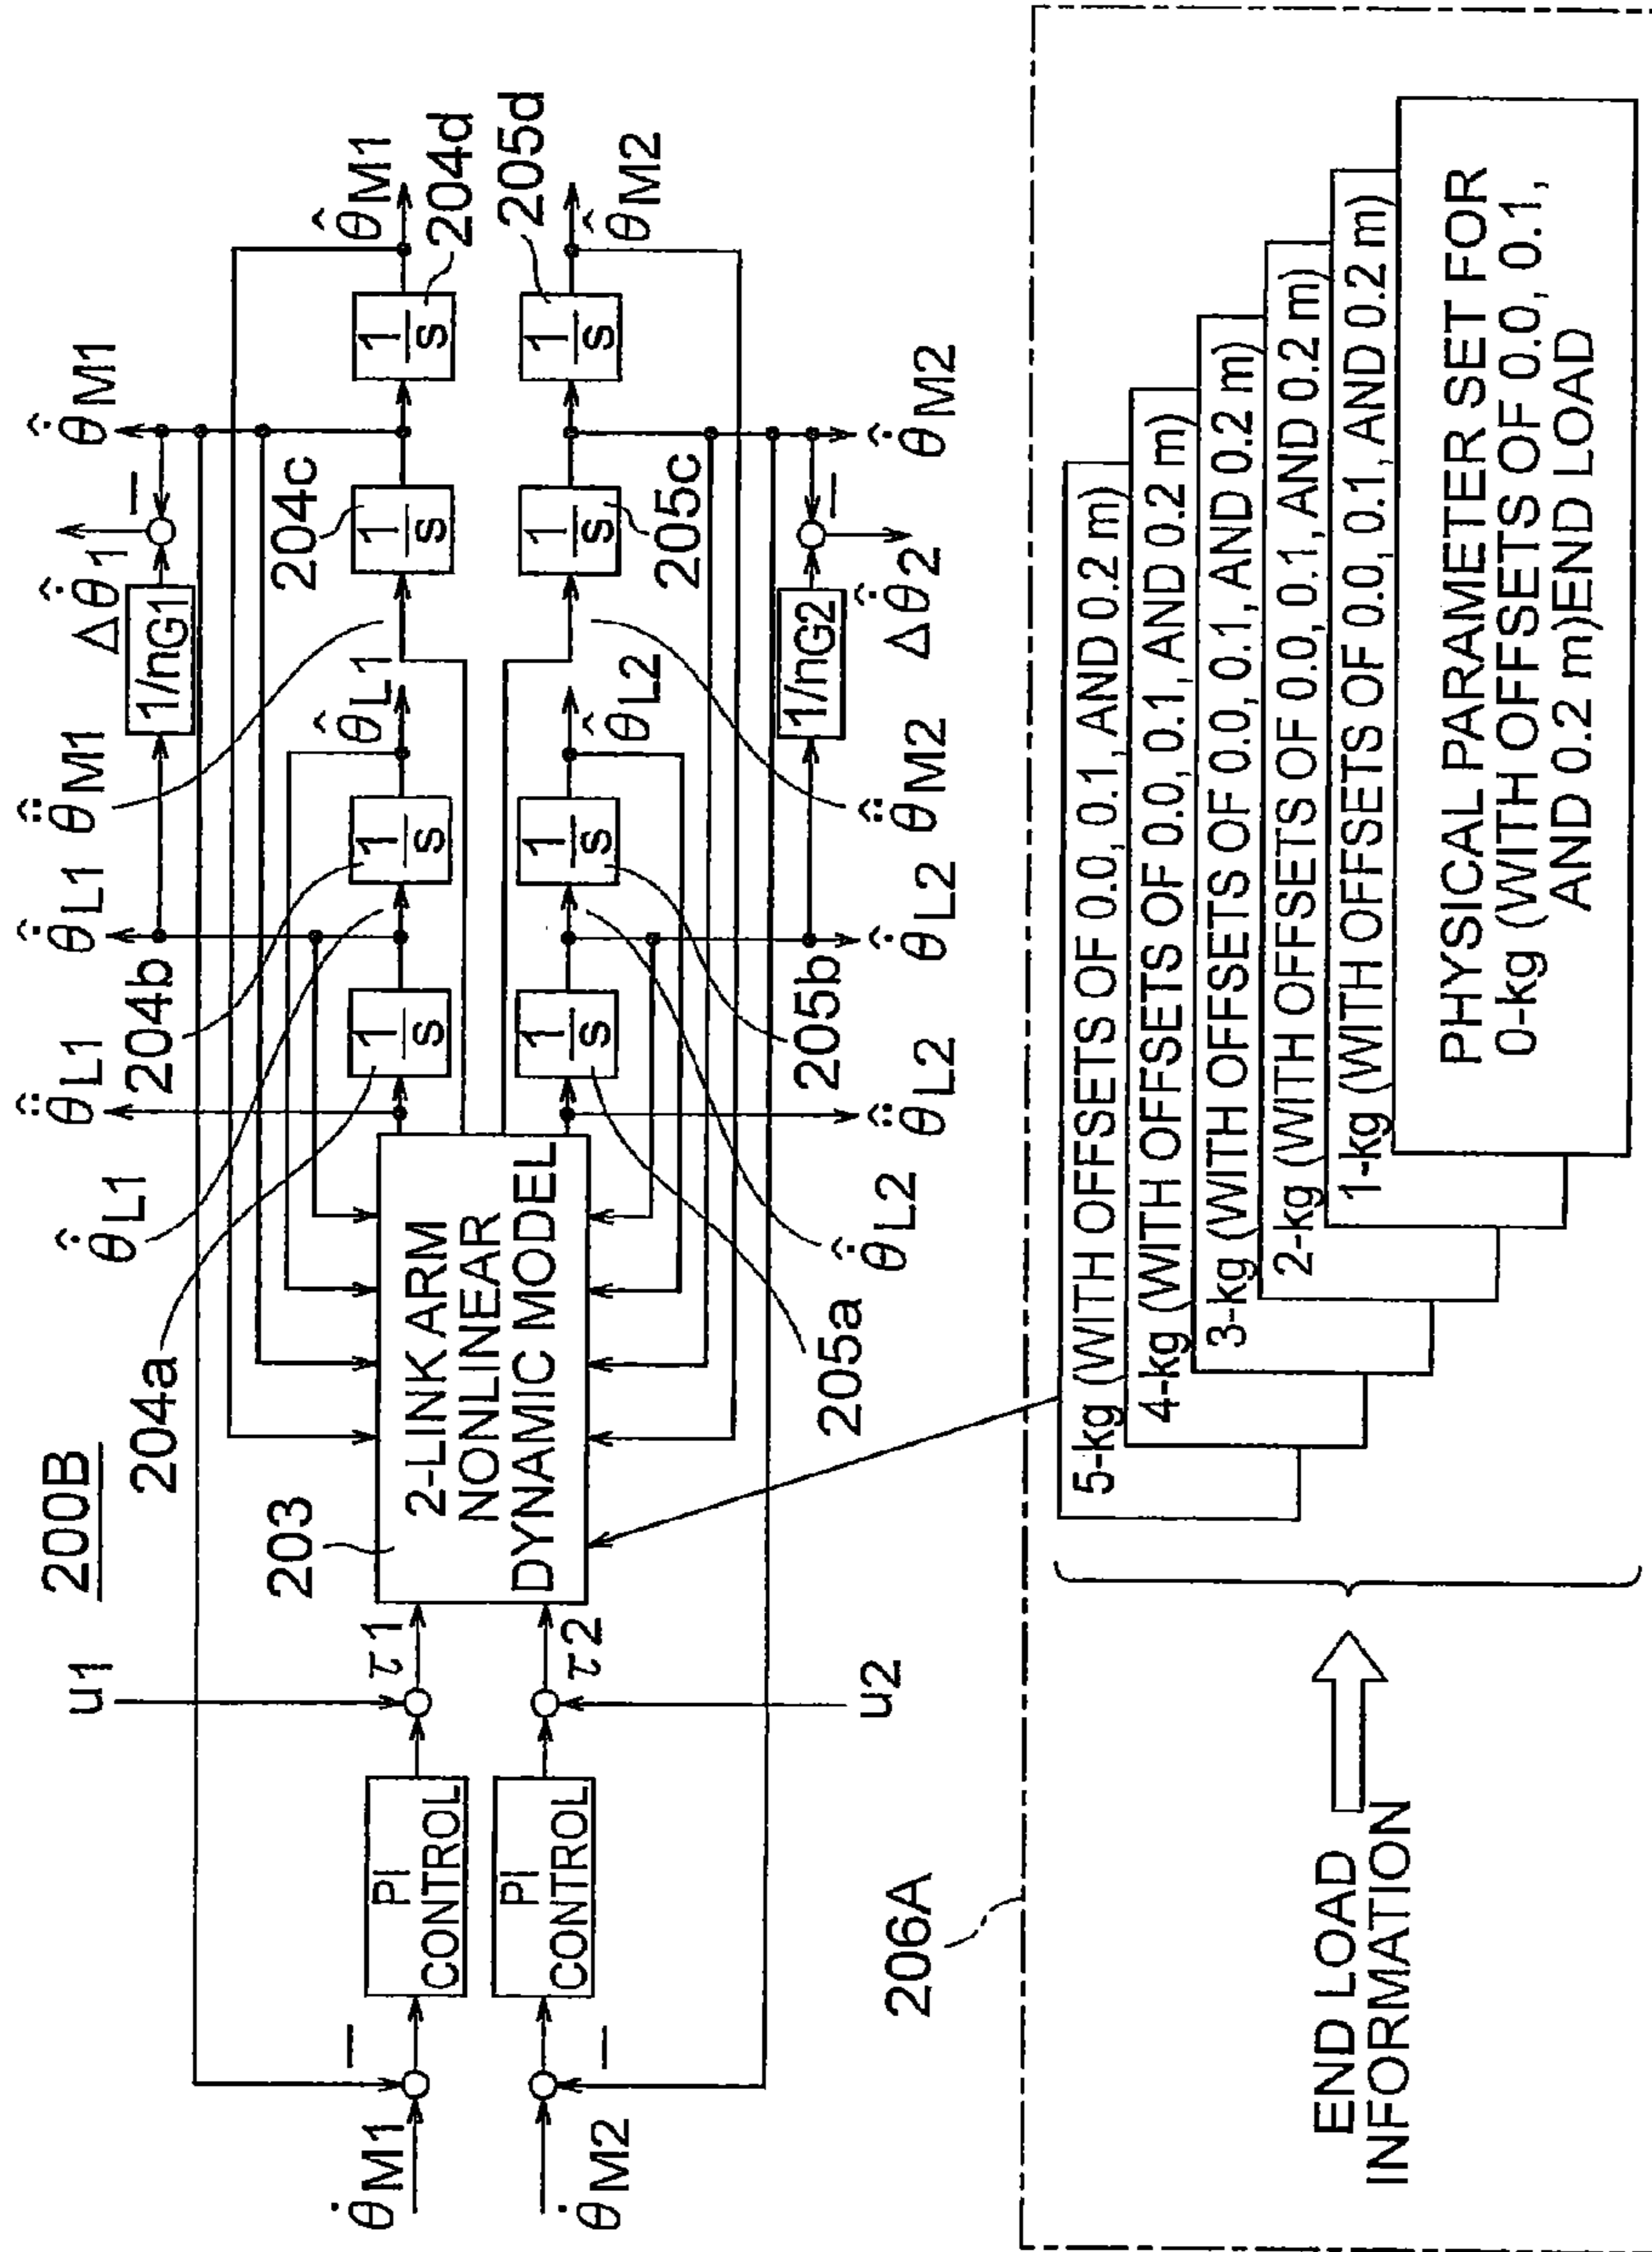 200B
u1
u2
τ1
τ2
θ̇M1
θ̇M2
−
−
PI
CONTROL
PI
CONTROL
203
2-LINK ARM
NONLINEAR
DYNAMIC MODEL
204a
204b
204c
204d
205a
205b
205c
205d
θ̂̇L1
θ̂̈L1
θ̂̇L1
θ̂̈M1
Δθ̂̇1
θ̂̇M1
θ̂L1
θ̂M1
1/nG1
−
1/s
1/s
1/s
1/s
1/s
1/s
1/s
1/s
θ̂L2
θ̂M2
1/nG2
−
θ̂̇L2
θ̂̈L2
θ̂̇L2
θ̂̈M2
Δθ̂̇2
θ̂̇M2
206A
END LOAD
INFORMATION
5-kg (WITH OFFSETS OF 0.0, 0.1, AND 0.2 m)
4-kg (WITH OFFSETS OF 0.0, 0.1, AND 0.2 m)
3-kg (WITH OFFSETS OF 0.0, 0.1, AND 0.2 m)
2-kg (WITH OFFSETS OF 0.0, 0.1, AND 0.2 m)
1-kg (WITH OFFSETS OF 0.0, 0.1, AND 0.2 m)
PHYSICAL PARAMETER SET FOR
0-kg (WITH OFFSETS OF 0.0, 0.1,
AND 0.2 m)END LOAD